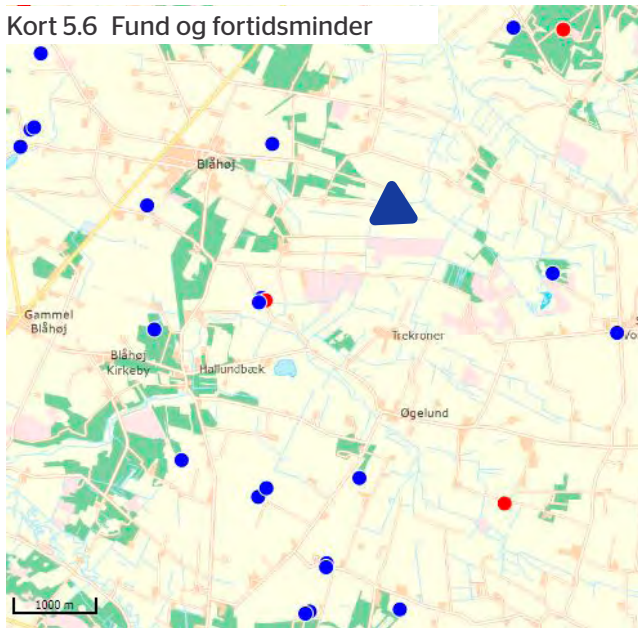 Kort 5.6 Fund og fortidsminder
Blåhøj
Gammel
Blåhøj
Trekroner
Blåhøj
Kirkeby
Hallundbæk
Øgelund
1000 m